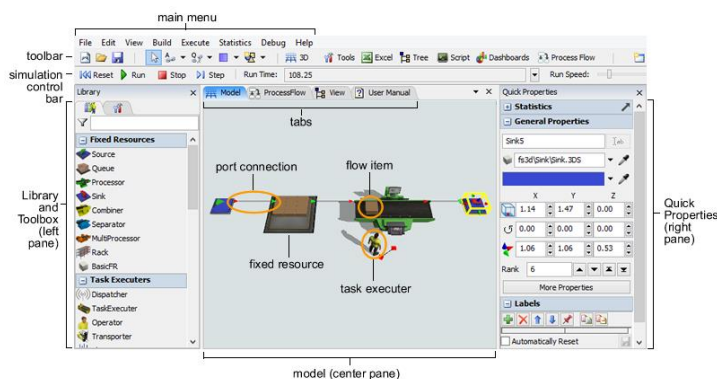 main menu
File Edit View Build Execute Statistics Debug Help
toolbar
3D Tools Excel Tree Script Dashboards Process Flow
simulation control bar
Reset Run Stop Step Run Time: 108.25 Run Speed:
Library
Model ProcessFlow View User Manual
Quick Properties
tabs
Statistics
General Properties
Fixed Resources
Source
Queue
Processor
Sink
Combiner
Separator
MultiProcessor
Rack
BasicFR
Task Executers
Dispatcher
TaskExecuter
Operator
Transporter
Library and Toolbox (left pane)
port connection
flow item
fixed resource
task executer
Sink5
fs3d\Sink\Sink.3DS
X Y Z
1.14 1.47 0.00
0.00 0.00 0.00
1.06 1.06 0.53
Rank 6
More Properties
Labels
Automatically Reset
Quick Properties (right pane)
model (center pane)